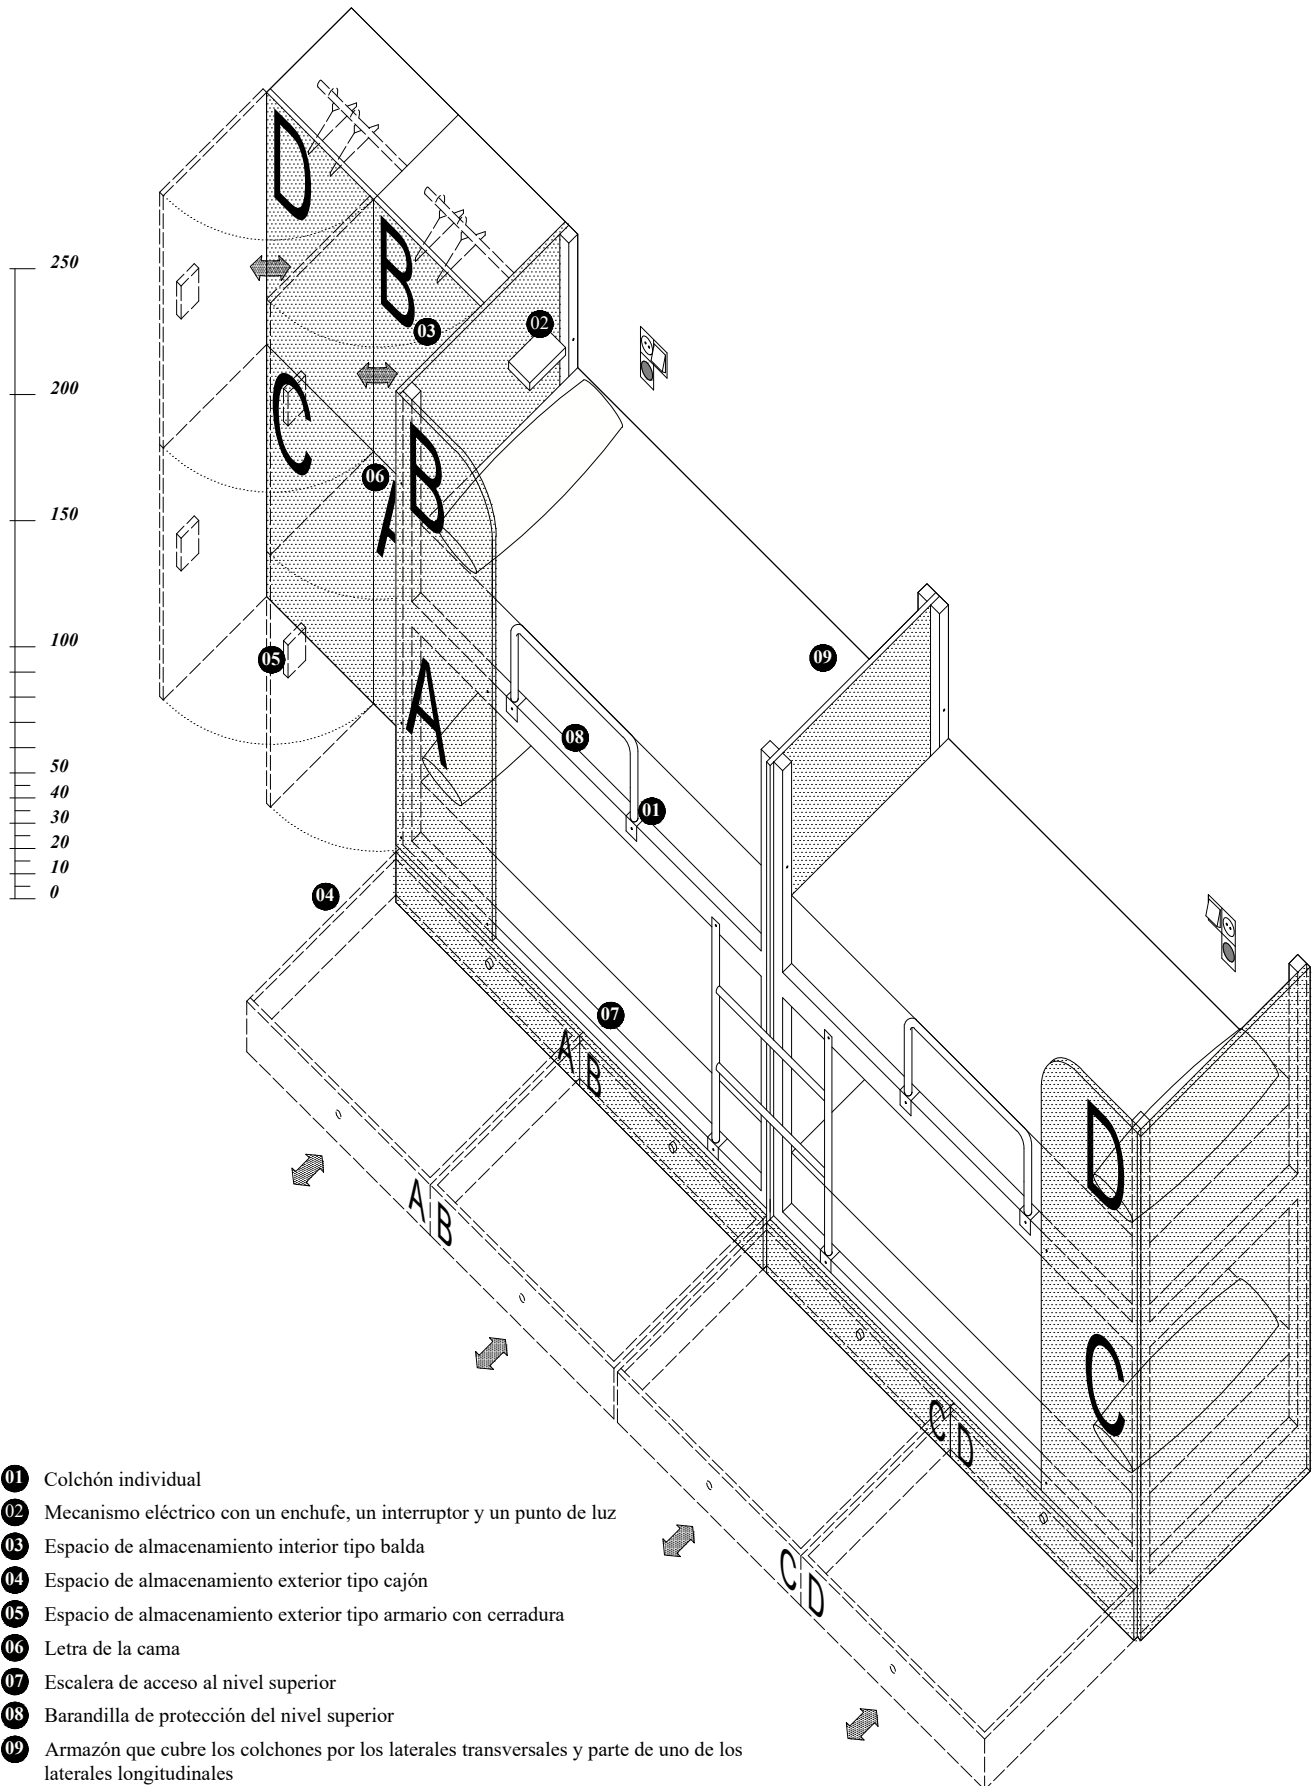 D
B
250
03
02
200
C
B
06
A
150
100
09
05
A
08
50
01
40
30
20
10
0
04
07
A
B
D
A
B
C
C
D
C
D
01 Colchón individual
02 Mecanismo eléctrico con un enchufe, un interruptor y un punto de luz
03 Espacio de almacenamiento interior tipo balda
04 Espacio de almacenamiento exterior tipo cajón
05 Espacio de almacenamiento exterior tipo armario con cerradura
06 Letra de la cama
07 Escalera de acceso al nivel superior
08 Barandilla de protección del nivel superior
09 Armazón que cubre los colchones por los laterales transversales y parte de uno de los
laterales longitudinales